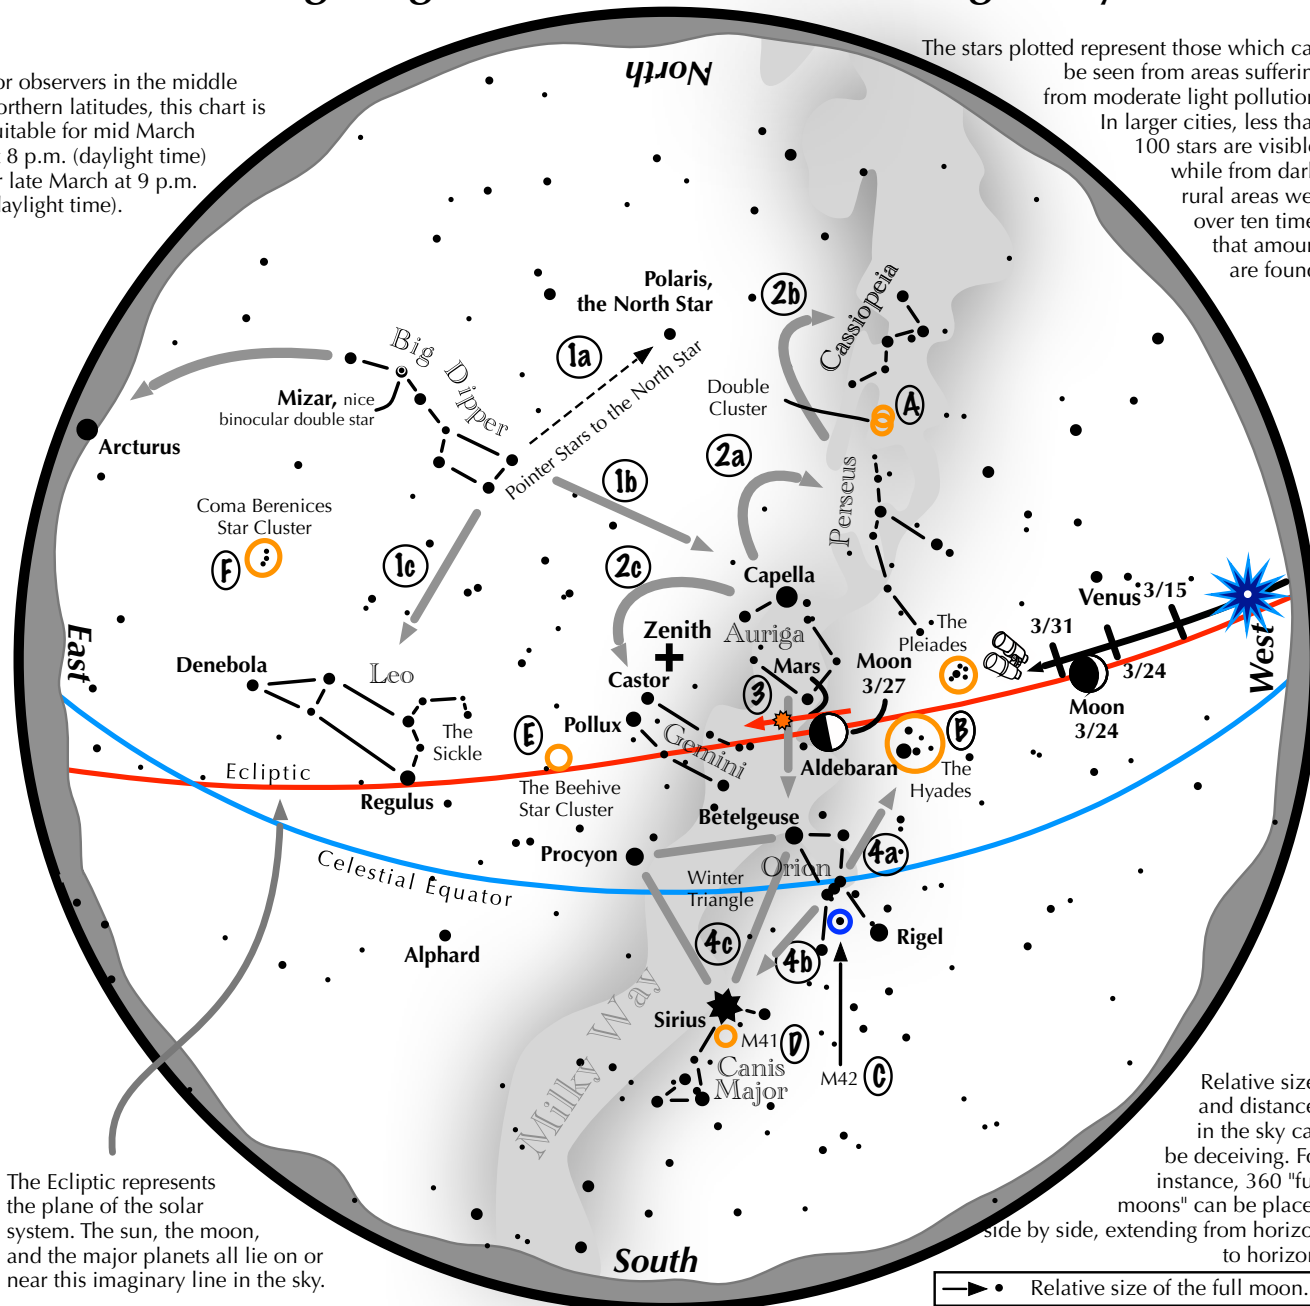 North
or observers in the middle
orthern latitudes, this chart is
uitable for mid March
8 p.m. (daylight time)
r late March at 9 p.m.
aylight time).
The stars plotted represent those which ca
be seen from areas sufferin
from moderate light pollution
In larger cities, less tha
100 stars are visible
while from dar
rural areas we
over ten time
that amoun
are found
Polaris,
the North Star
2b
Cassiopeia
1a
Big Dipper
Mizar, nice
binocular double star
Pointer Stars to the North Star
Double
Cluster
A
Arcturus
2a
Perseus
1b
Coma Berenices
Star Cluster
F
1c
2c
Capella
Auriga
Zenith
The
Pleiades
Venus
3/15
3/31
3/24
West
East
Denebola
Leo
Castor
Mars
Moon
3/27
Moon
3/24
3
Pollux
Gemini
The
Sickle
E
B
Aldebaran
The
Hyades
Ecliptic
Regulus
The Beehive
Star Cluster
Betelgeuse
Procyon
Orion
4a
Celestial Equator
Winter
Triangle
Alphard
4c
4b
Rigel
Milky Way
Sirius
M41
D
Canis
Major
M42
C
The Ecliptic represents
the plane of the solar
system. The sun, the moon,
and the major planets all lie on or
near this imaginary line in the sky.
Relative size
and distance
in the sky ca
be deceiving. Fo
instance, 360 "fu
moons" can be place
side by side, extending from horizo
to horizon
South
Relative size of the full moon.